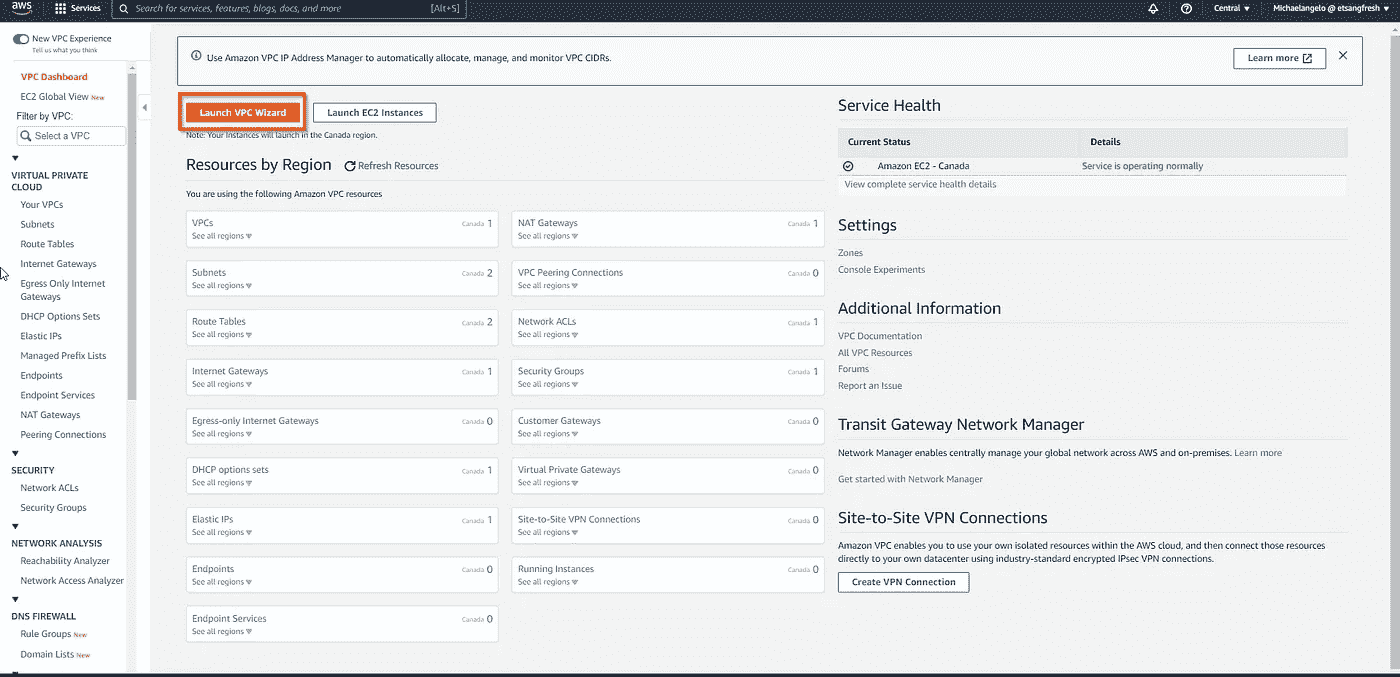 aws
Services
Search for services, features, blogs, docs, and more
[Alt+S]
Central ▼
Michaelangelo @ etsangfresh ▼
New VPC Experience
Tell us what you think
VPC Dashboard
EC2 Global View New
Filter by VPC:
Select a VPC
VIRTUAL PRIVATE
CLOUD
Your VPCs
Subnets
Route Tables
Internet Gateways
Egress Only Internet
Gateways
DHCP Options Sets
Elastic IPs
Managed Prefix Lists
Endpoints
Endpoint Services
NAT Gateways
Peering Connections
SECURITY
Network ACLs
Security Groups
NETWORK ANALYSIS
Reachability Analyzer
Network Access Analyzer
DNS FIREWALL
Rule Groups New
Domain Lists New
Use Amazon VPC IP Address Manager to automatically allocate, manage, and monitor VPC CIDRs.
Learn more
Launch VPC Wizard
Launch EC2 Instances
Note: Your Instances will launch in the Canada region.
Resources by Region
Refresh Resources
You are using the following Amazon VPC resources
VPCs Canada 1
See all regions
NAT Gateways Canada 1
See all regions
Subnets Canada 2
See all regions
VPC Peering Connections Canada 0
See all regions
Route Tables Canada 2
See all regions
Network ACLs Canada 1
See all regions
Internet Gateways Canada 1
See all regions
Security Groups Canada 1
See all regions
Egress-only Internet Gateways Canada 0
See all regions
Customer Gateways Canada 0
See all regions
DHCP option sets Canada 1
See all regions
Virtual Private Gateways Canada 0
See all regions
Elastic IPs Canada 1
See all regions
Site-to-Site VPN Connections Canada 0
See all regions
Endpoints Canada 0
See all regions
Running Instances Canada 0
See all regions
Endpoint Services Canada 0
See all regions
Service Health
Current Status Details
Amazon EC2 - Canada Service is operating normally
View complete service health details
Settings
Zones
Console Experiments
Additional Information
VPC Documentation
All VPC Resources
Forums
Report an Issue
Transit Gateway Network Manager
Network Manager enables centrally manage your global network across AWS and on-premises. Learn more
Get started with Network Manager
Site-to-Site VPN Connections
Amazon VPC enables you to use your own isolated resources within the AWS cloud, and then connect those resources
directly to your own datacenter using industry-standard encrypted IPsec VPN connections.
Create VPN Connection